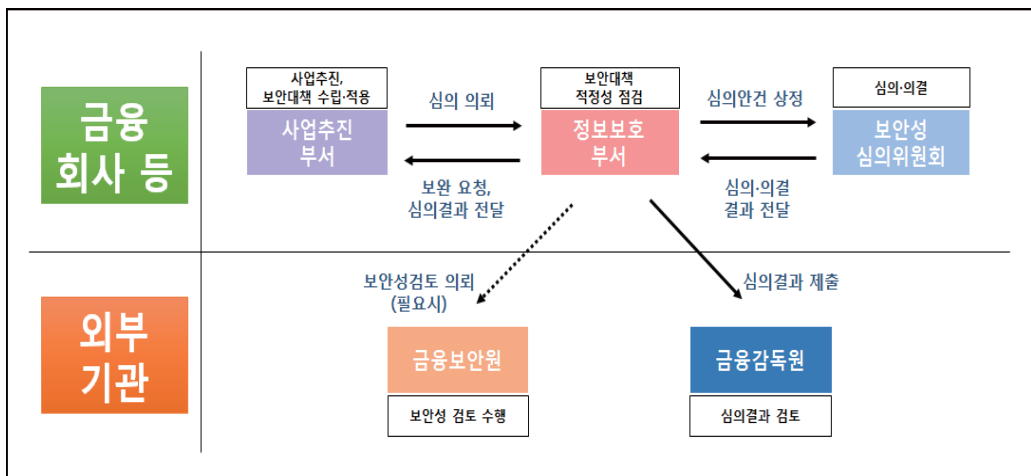 금융
회사 등
사업추진,
보안대책 수립·적용
사업추진
부서
심의 의뢰
보완 요청,
심의결과 전달
보안대책
적정성 점검
정보보호
부서
심의안건 상정
심의·의결
결과 전달
심의·의결
보안성
심의위원회
외부
기관
보안성검토 의뢰
(필요시)
금융보안원
보안성 검토 수행
심의결과 제출
금융감독원
심의결과 검토